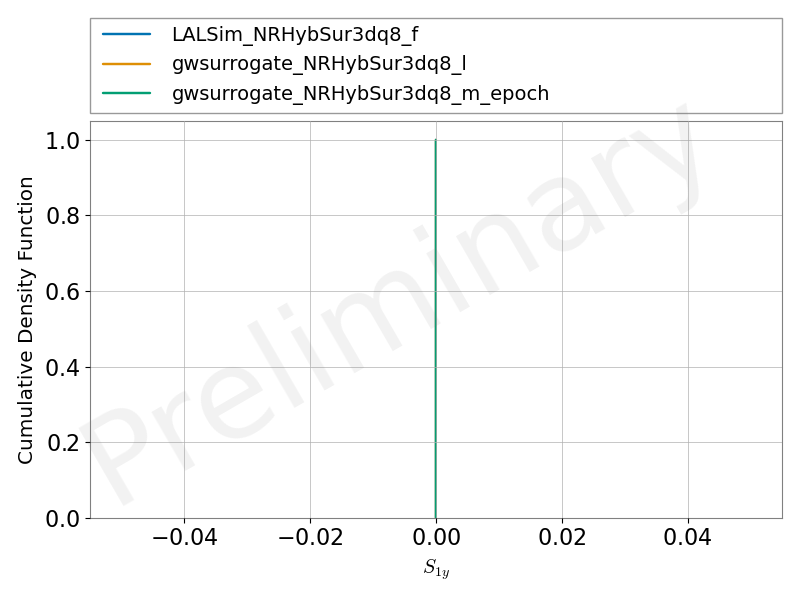 LALSim_NRHybSur3dq8_f
gwsurrogate_NRHybSur3dq8_l
gwsurrogate_NRHybSur3dq8_m_epoch
Preliminary
Cumulative Density Function
1.0
0.8
0.6
0.4
0.2
0.0
−0.04 −0.02 0.00 0.02 0.04
S_{1y}